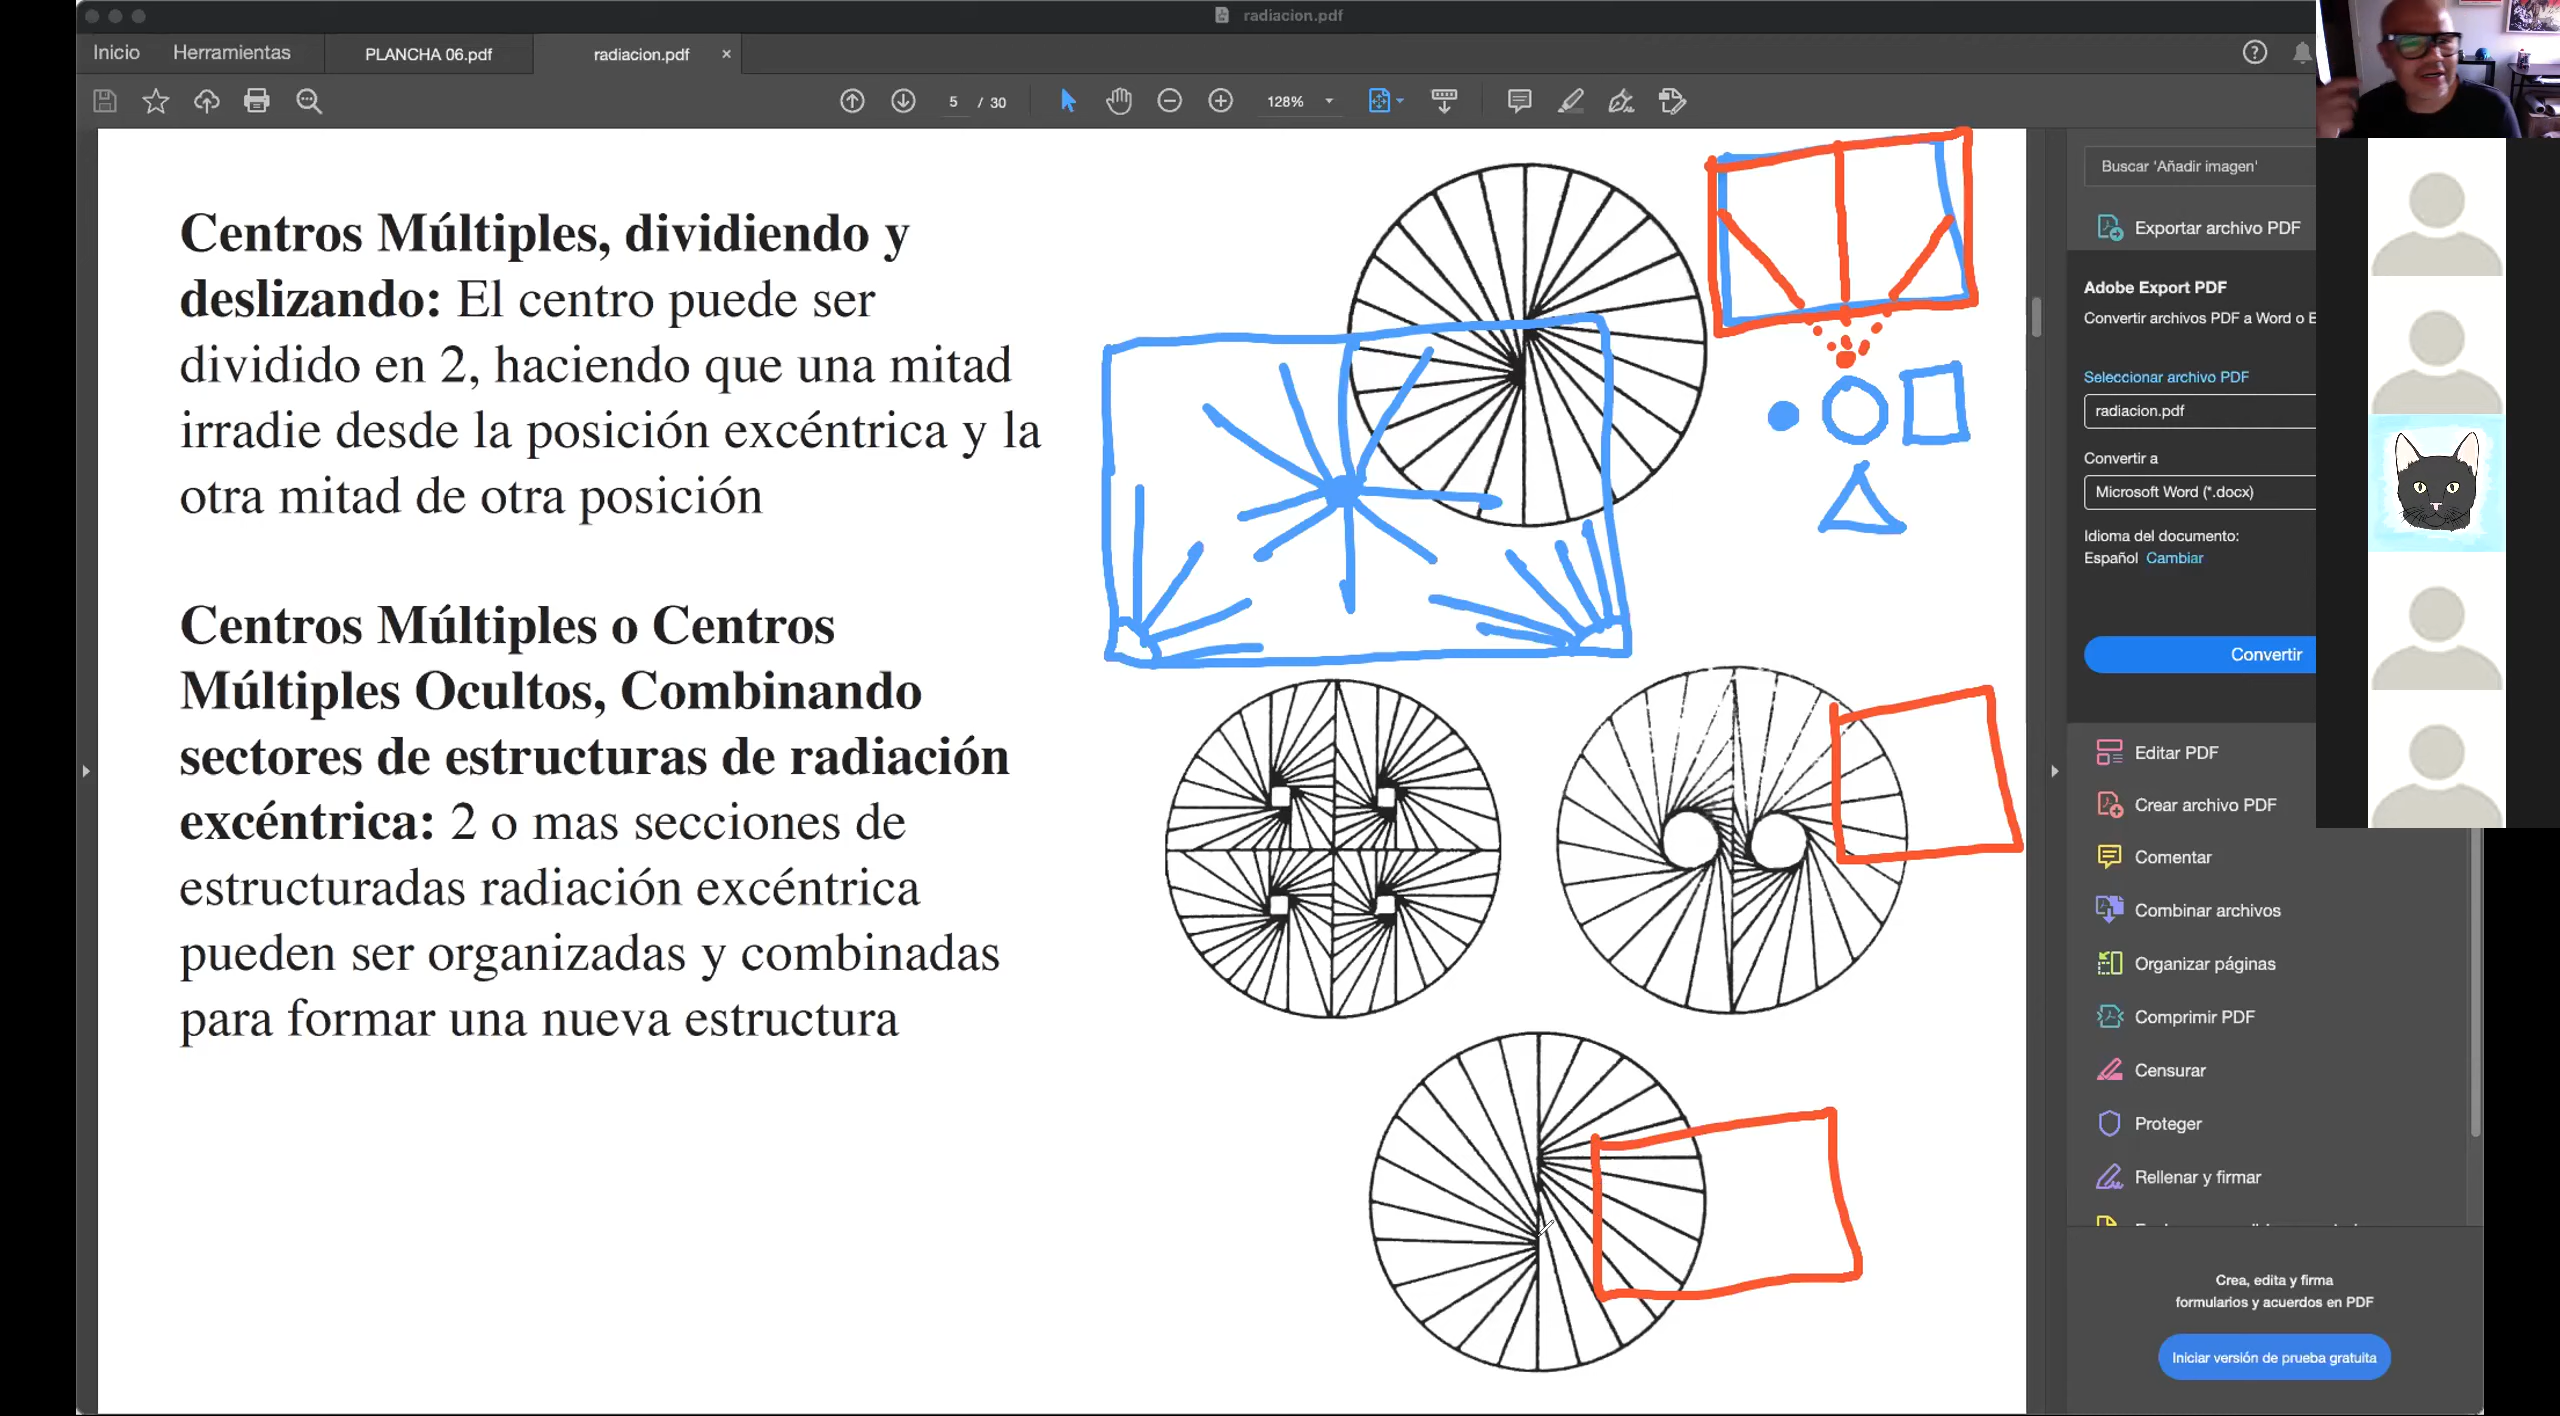 radiacion.pdf
Inicio
Herramientas
PLANCHA 06.pdf
radiacion.pdf
5 / 30
128%
Centros Múltiples, dividiendo y
deslizando: El centro puede ser
dividido en 2, haciendo que una mitad
irradie desde la posición excéntrica y la
otra mitad de otra posición
Centros Múltiples o Centros
Múltiples Ocultos, Combinando
sectores de estructuras de radiación
excéntrica: 2 o mas secciones de
estructuradas radiación excéntrica
pueden ser organizadas y combinadas
para formar una nueva estructura
Buscar 'Añadir imagen'
Exportar archivo PDF
Adobe Export PDF
Convertir archivos PDF a Word o E
Seleccionar archivo PDF
radiacion.pdf
Convertir a
Microsoft Word (*.docx)
Idioma del documento:
Español Cambiar
Convertir
Editar PDF
Crear archivo PDF
Comentar
Combinar archivos
Organizar páginas
Comprimir PDF
Censurar
Proteger
Rellenar y firmar
Crea, edita y firma
formularios y acuerdos en PDF
Iniciar versión de prueba gratuita